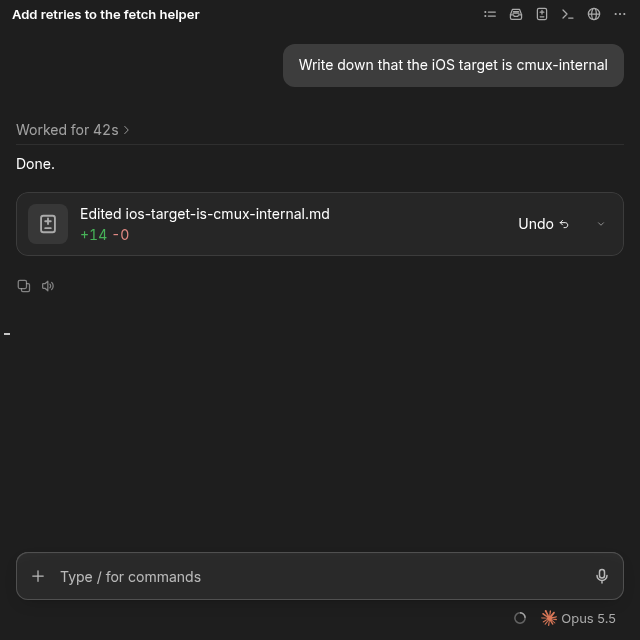 Add retries to the fetch helper
Write down that the iOS target is cmux-internal
Worked for 42s
Done.
Edited ios-target-is-cmux-internal.md
+14 -0
Undo
Type / for commands
Opus 5.5